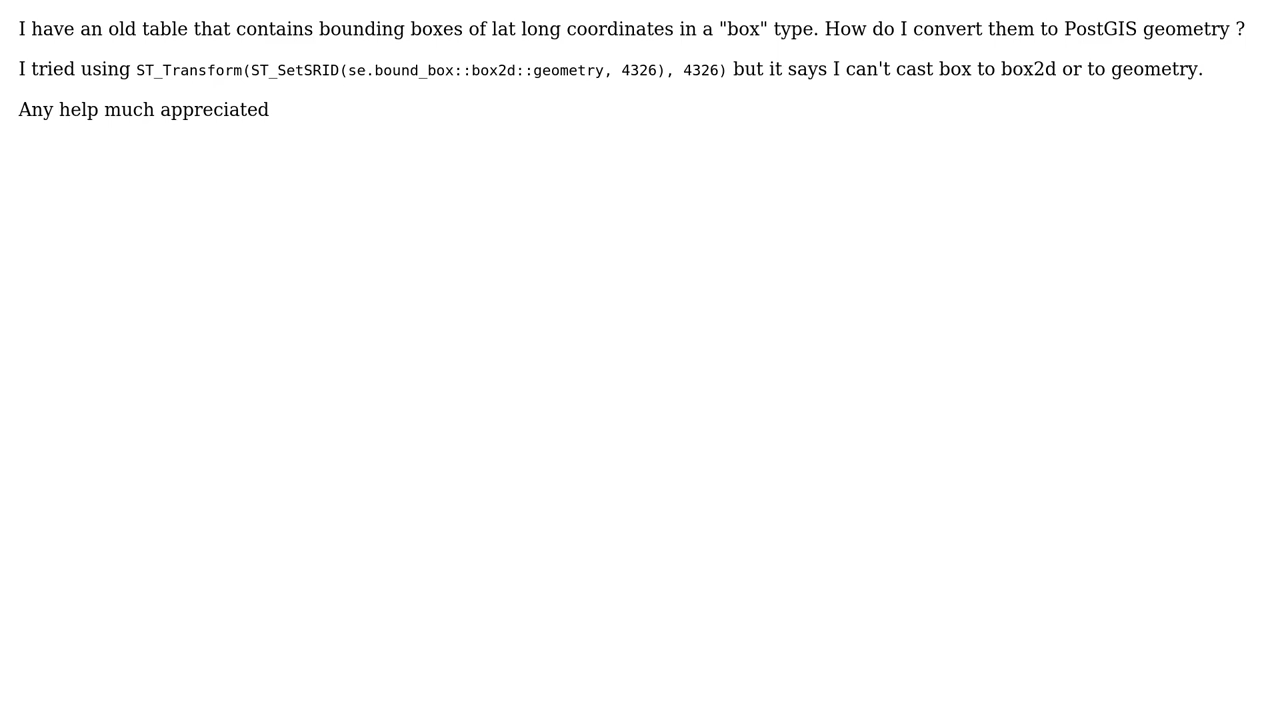 I have an old table that contains bounding boxes of lat long coordinates in a "box" type. How do I convert them to PostGIS geometry ?
I tried using ST_Transform(ST_SetSRID(se.bound_box::box2d::geometry, 4326), 4326) but it says I can't cast box to box2d or to geometry.
Any help much appreciated